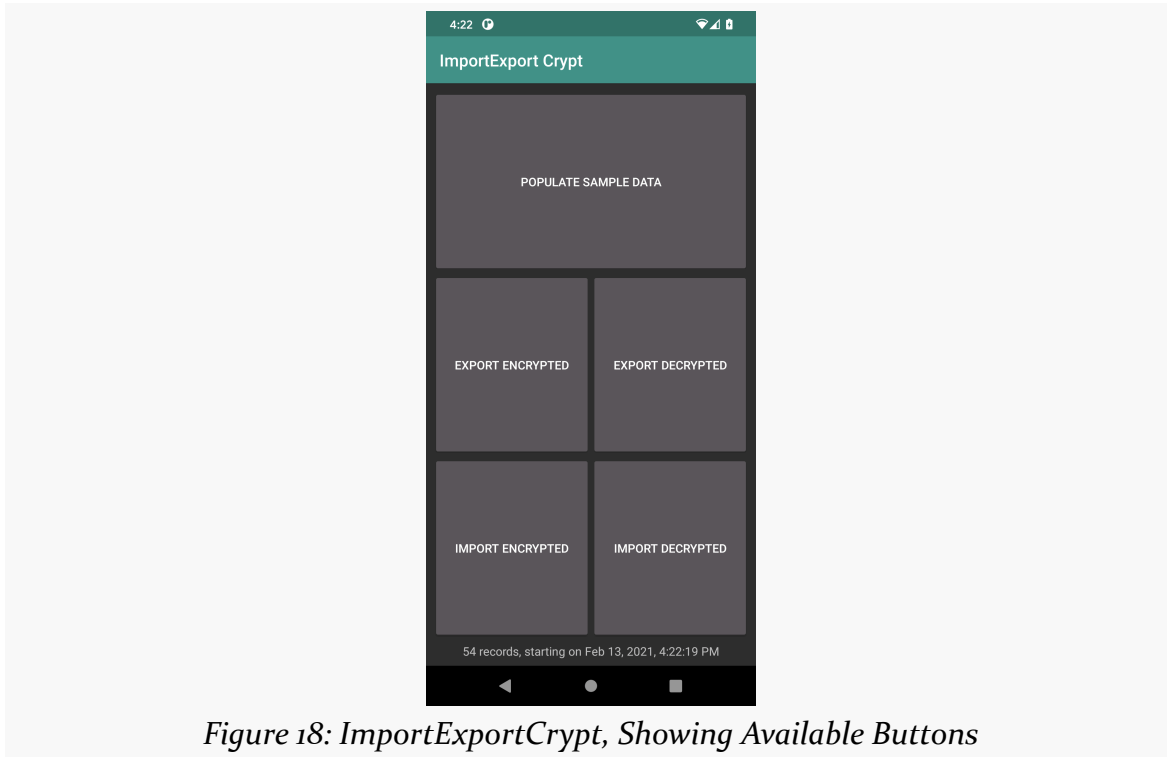 4:22
ImportExport Crypt
POPULATE SAMPLE DATA
EXPORT ENCRYPTED EXPORT DECRYPTED
IMPORT ENCRYPTED IMPORT DECRYPTED
54 records, starting on Feb 13, 2021, 4:22:19 PM
Figure 18: ImportExportCrypt, Showing Available Buttons